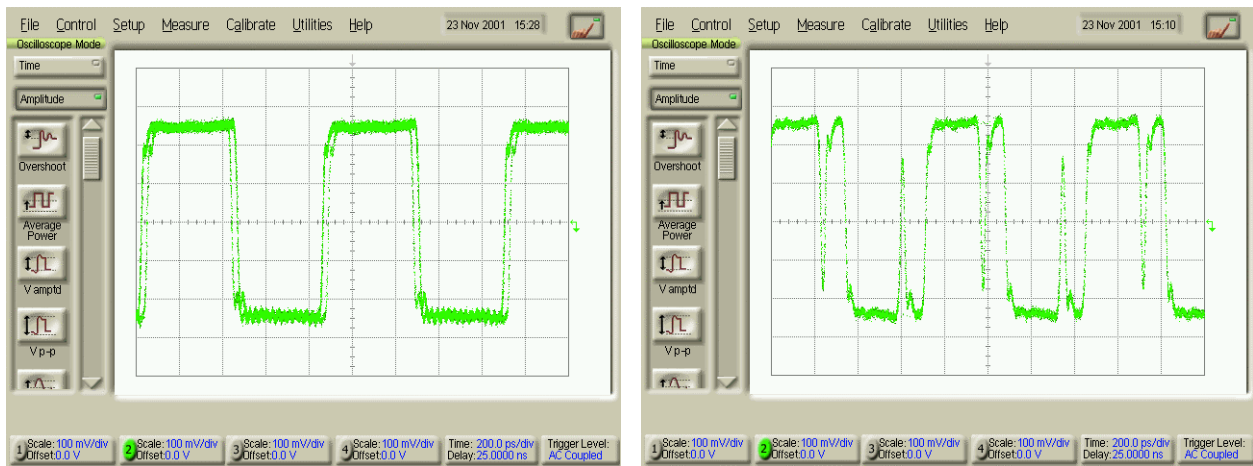 File Control Setup Measure Calibrate Utilities Help 23 Nov 2001 15:28
Oscilloscope Mode
Time
Amplitude
Overshoot
Average
Power
V amptd
V p-p
1 Scale: 100 mV/div 2 Scale: 100 mV/div 3 Scale: 100 mV/div 4 Scale: 100 mV/div Time: 200.0 ps/div Trigger Level:
Offset:0.0 V Offset:0.0 V Offset:0.0 V Offset:0.0 V Delay:25.0000 ns AC Coupled
File Control Setup Measure Calibrate Utilities Help 23 Nov 2001 15:10
Oscilloscope Mode
Time
Amplitude
Overshoot
Average
Power
V amptd
V p-p
1 Scale: 100 mV/div 2 Scale: 100 mV/div 3 Scale: 100 mV/div 4 Scale: 100 mV/div Time: 200.0 ps/div Trigger Level:
Offset:0.0 V Offset:0.0 V Offset:0.0 V Offset:0.0 V Delay:25.0000 ns AC Coupled